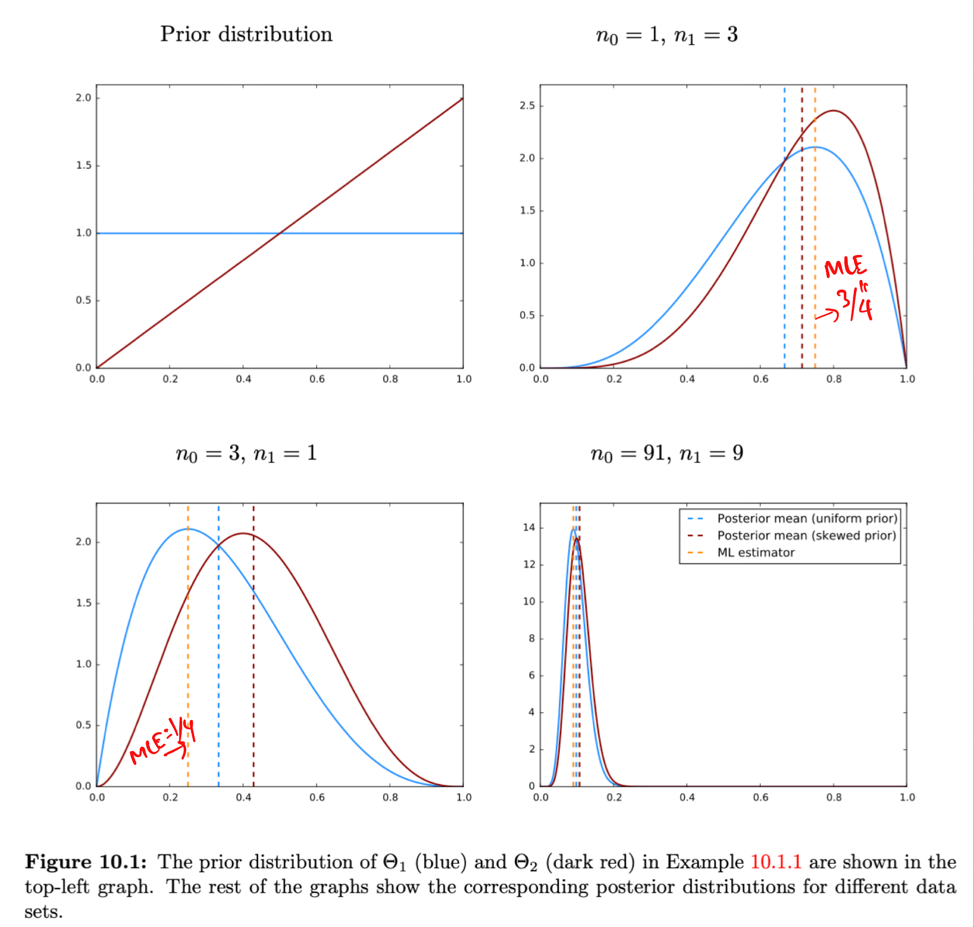 Prior distribution
n₀ = 1, n₁ = 3
2.0
1.5
1.0
0.5
0.0
0.0 0.2 0.4 0.6 0.8 1.0
2.5
2.0
1.5
1.0
0.5
0.0
0.0 0.2 0.4 0.6 0.8 1.0
MLE
"
→ 3/4
n₀ = 3, n₁ = 1
n₀ = 91, n₁ = 9
2.0
1.5
1.0
0.5
0.0
0.0 0.2 0.4 0.6 0.8 1.0
MLE=1/4
→
14
12
10
8
6
4
2
0
0.0 0.2 0.4 0.6 0.8 1.0
Posterior mean (uniform prior)
Posterior mean (skewed prior)
ML estimator
Figure 10.1: The prior distribution of Θ₁ (blue) and Θ₂ (dark red) in Example 10.1.1 are shown in the
top-left graph. The rest of the graphs show the corresponding posterior distributions for different data
sets.